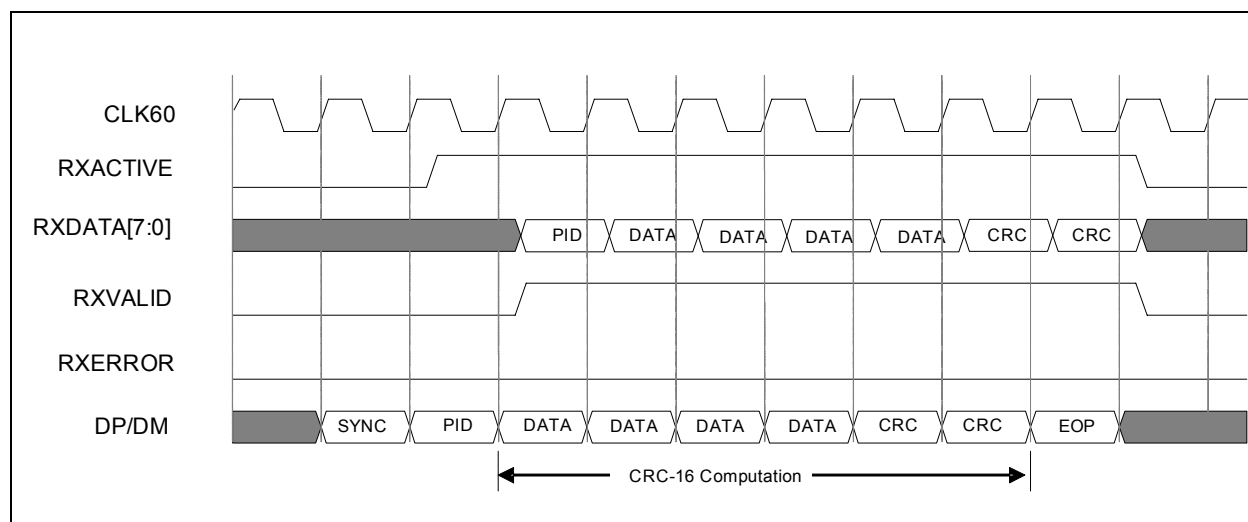 CLK60
RXACTIVE
RXDATA[7:0] PID DATA DATA DATA DATA CRC CRC
RXVALID
RXERROR
DP/DM SYNC PID DATA DATA DATA DATA CRC CRC EOP
CRC-16 Computation